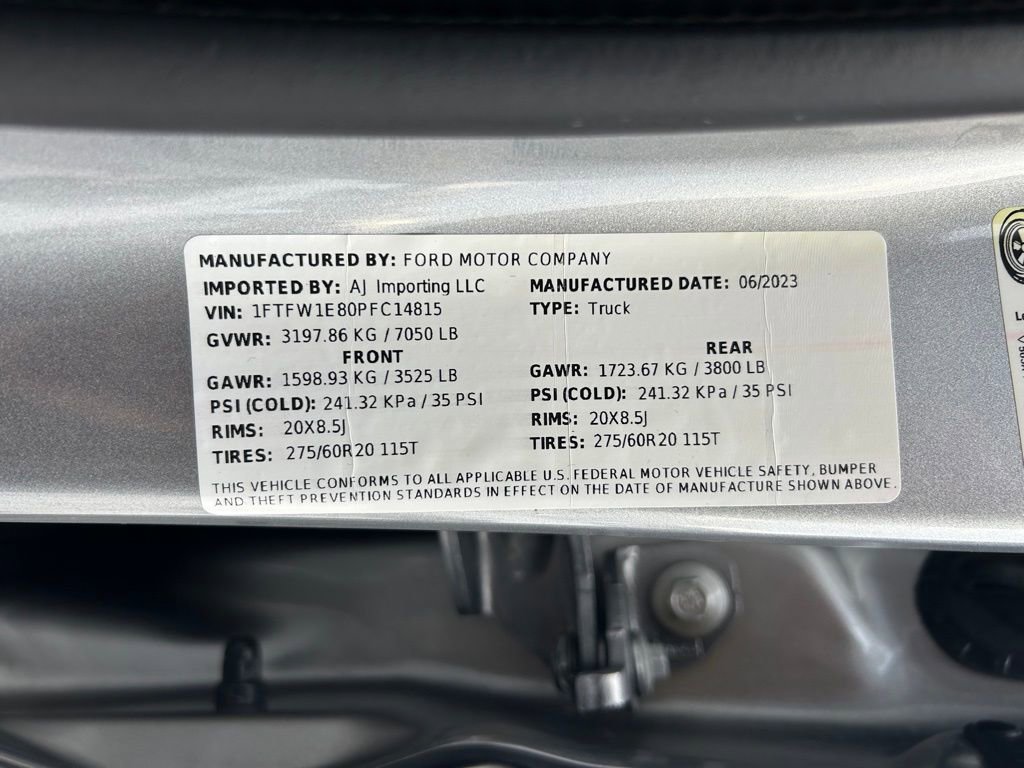 MANUFACTURED BY: FORD MOTOR COMPANY
IMPORTED BY: AJ Importing LLC MANUFACTURED DATE: 06/2023
VIN: 1FTFW1E80PFC14815 TYPE: Truck
GVWR: 3197.86 KG / 7050 LB
FRONT REAR
GAWR: 1598.93 KG / 3525 LB GAWR: 1723.67 KG / 3800 LB
PSI (COLD): 241.32 KPa / 35 PSI PSI (COLD): 241.32 KPa / 35 PSI
RIMS: 20X8.5J RIMS: 20X8.5J
TIRES: 275/60R20 115T TIRES: 275/60R20 115T
THIS VEHICLE CONFORMS TO ALL APPLICABLE U.S. FEDERAL MOTOR VEHICLE SAFETY, BUMPER
AND THEFT PREVENTION STANDARDS IN EFFECT ON THE DATE OF MANUFACTURE SHOWN ABOVE.